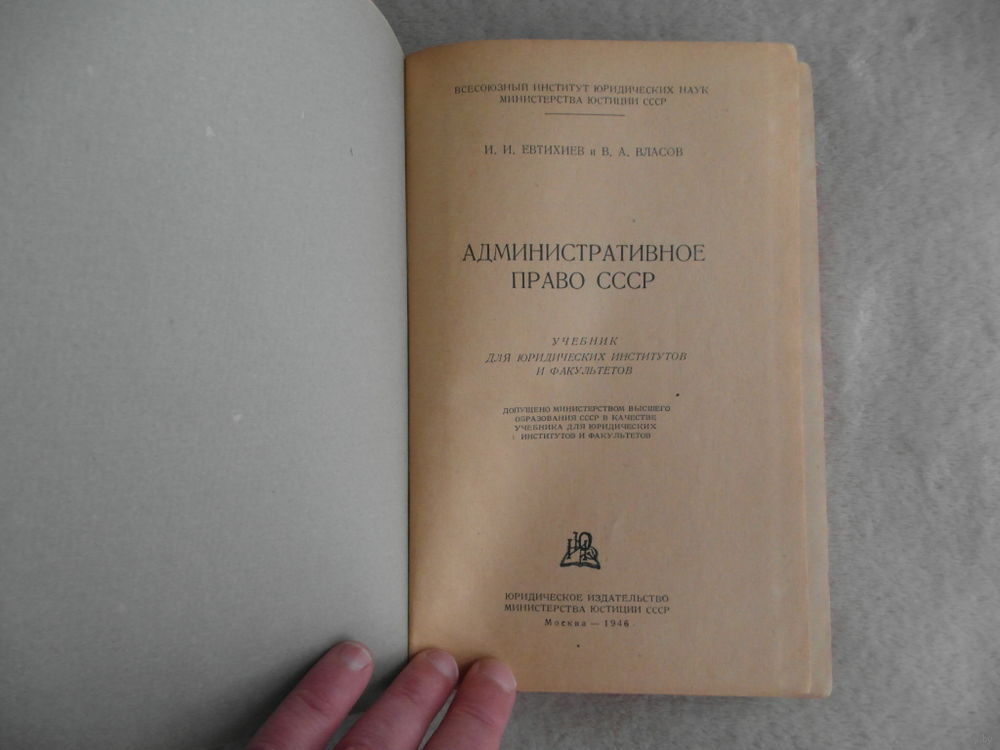 ВСЕСОЮЗНЫЙ ИНСТИТУТ ЮРИДИЧЕСКИХ НАУК
МИНИСТЕРСТВА ЮСТИЦИИ СССР
И. И. ЕВТИХИЕВ и В. А. ВЛАСОВ
АДМИНИСТРАТИВНОЕ
ПРАВО СССР
УЧЕБНИК
ДЛЯ ЮРИДИЧЕСКИХ ИНСТИТУТОВ
И ФАКУЛЬТЕТОВ
ДОПУЩЕНО МИНИСТЕРСТВОМ ВЫСШЕГО
ОБРАЗОВАНИЯ СССР В КАЧЕСТВЕ
УЧЕБНИКА ДЛЯ ЮРИДИЧЕСКИХ
ИНСТИТУТОВ И ФАКУЛЬТЕТОВ
ЮРИДИЧЕСКОЕ ИЗДАТЕЛЬСТВО
МИНИСТЕРСТВА ЮСТИЦИИ СССР
Москва — 1946